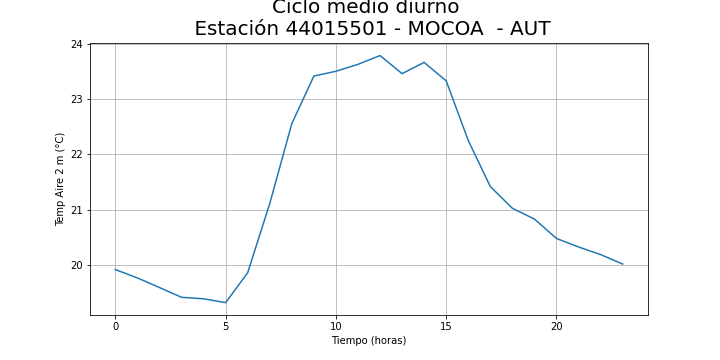 Ciclo medio diurno
Estación 44015501 - MOCOA  - AUT
24
23
22
21
20
Temp Aire 2 m (°C)
0 5 10 15 20
Tiempo (horas)